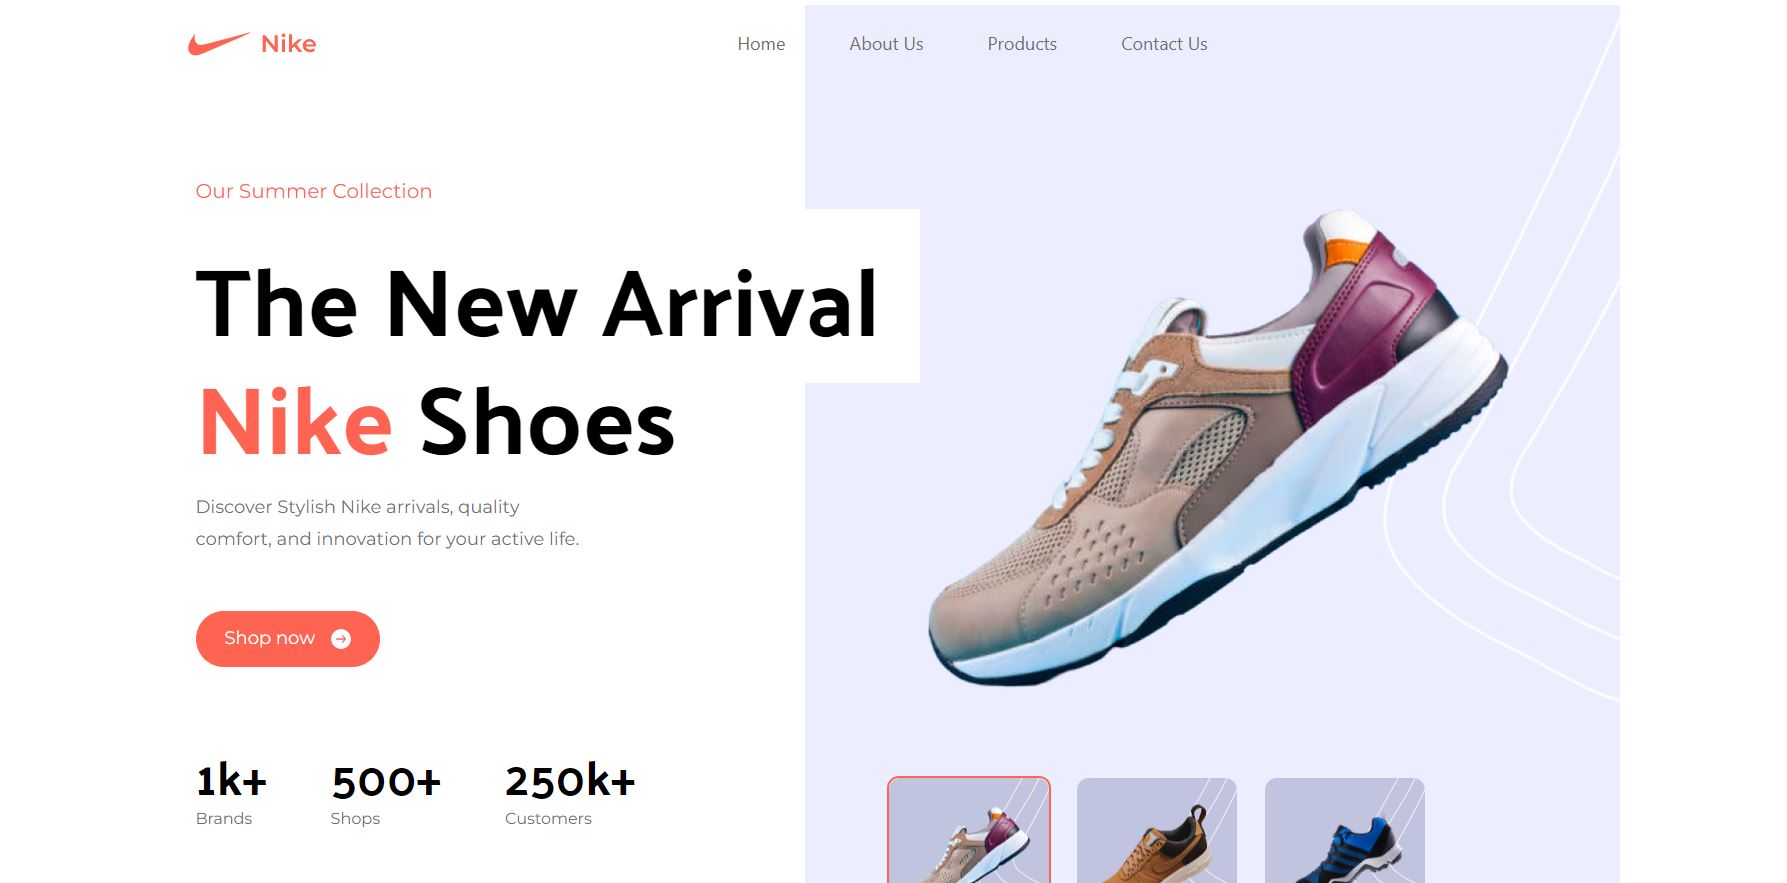 Nike
Home About Us Products Contact Us
Our Summer Collection
The New Arrival
Nike Shoes
Discover Stylish Nike arrivals, quality
comfort, and innovation for your active life.
Shop now
1k+ 500+ 250k+
Brands Shops Customers